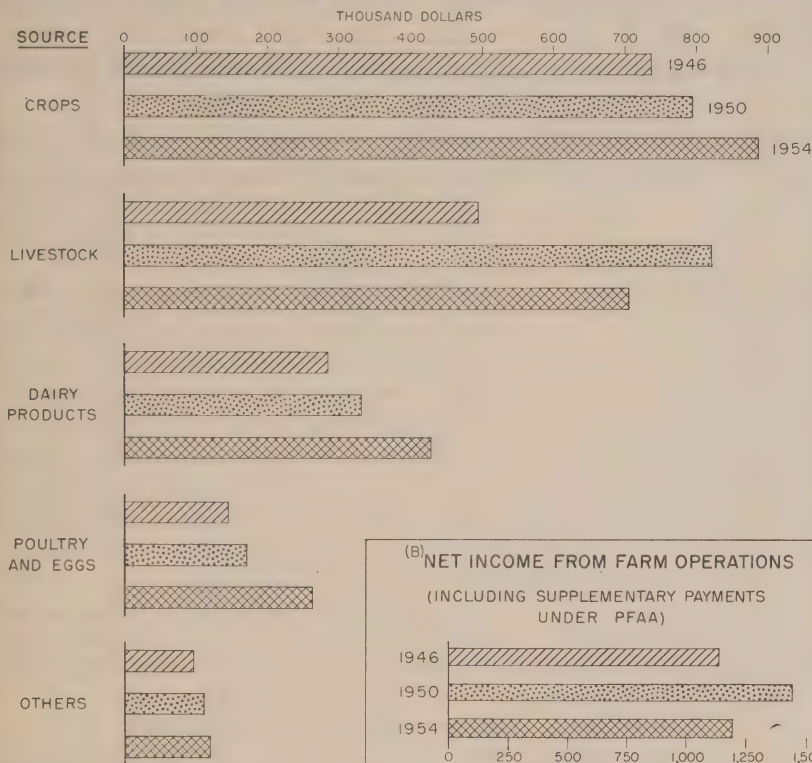 THOUSAND DOLLARS
SOURCE
0 100 200 300 400 500 600 700 800 900
1946
CROPS
1950
1954
LIVESTOCK
DAIRY
PRODUCTS
POULTRY
AND EGGS
OTHERS
(B) NET INCOME FROM FARM OPERATIONS
(INCLUDING SUPPLEMENTARY PAYMENTS
UNDER PFAA)
1946
1950
1954
0 250 500 750 1,000 1,250